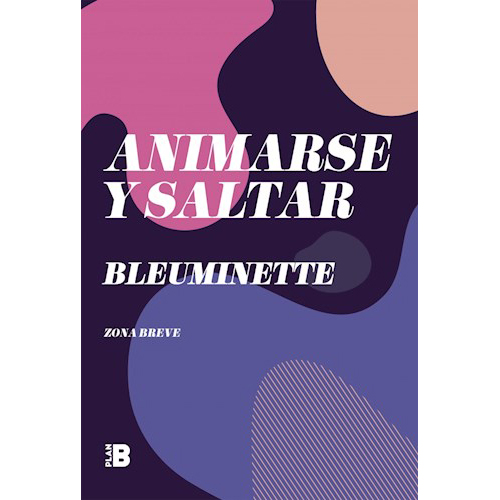 ANIMARSE
Y SALTAR
BLEUMINETTE
ZONA BREVE
PLAN B